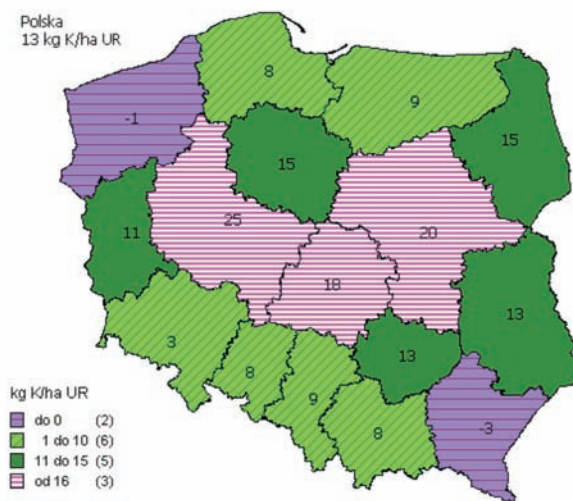 Polska
13 kg K/ha UR
8
9
-1
15
15
25
20
11
18
13
3
13
8
9
8
-3
kg K/ha UR
do 0 (2)
1 do 10 (6)
11 do 15 (5)
od 16 (3)